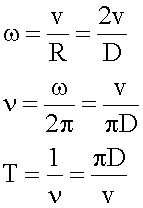 ω = v/R = 2v/D
ν = ω/2π = v/πD
T = 1/ν = πD/v